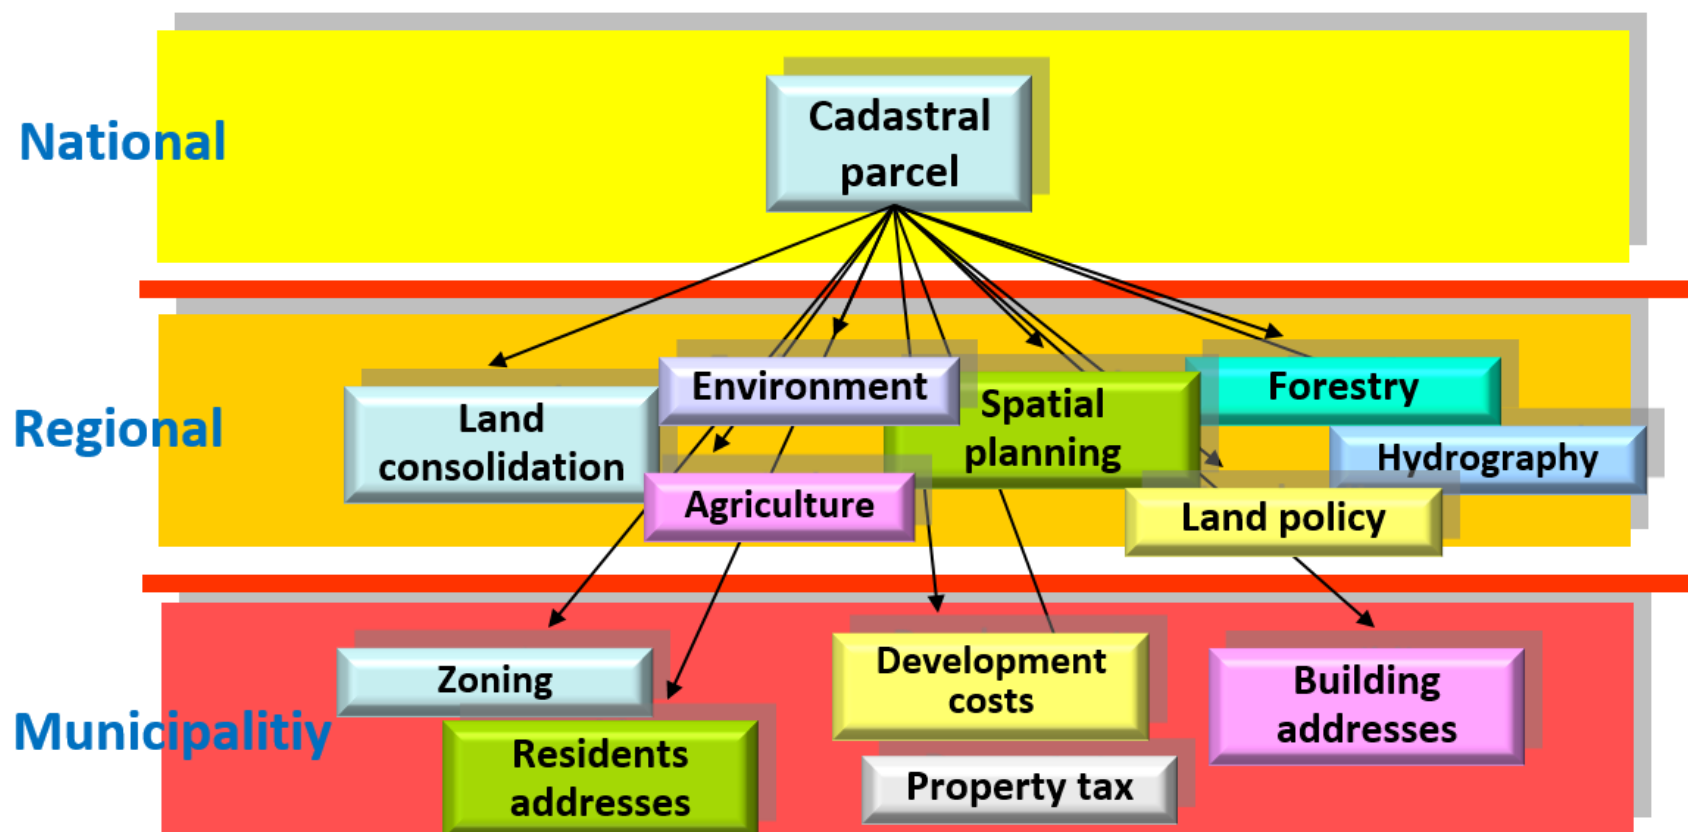 National
Cadastral
parcel
Regional
Land
consolidation
Environment
Agriculture
Spatial
planning
Forestry
Hydrography
Land policy
Municipalitiy
Zoning
Residents
addresses
Development
costs
Property tax
Building
addresses